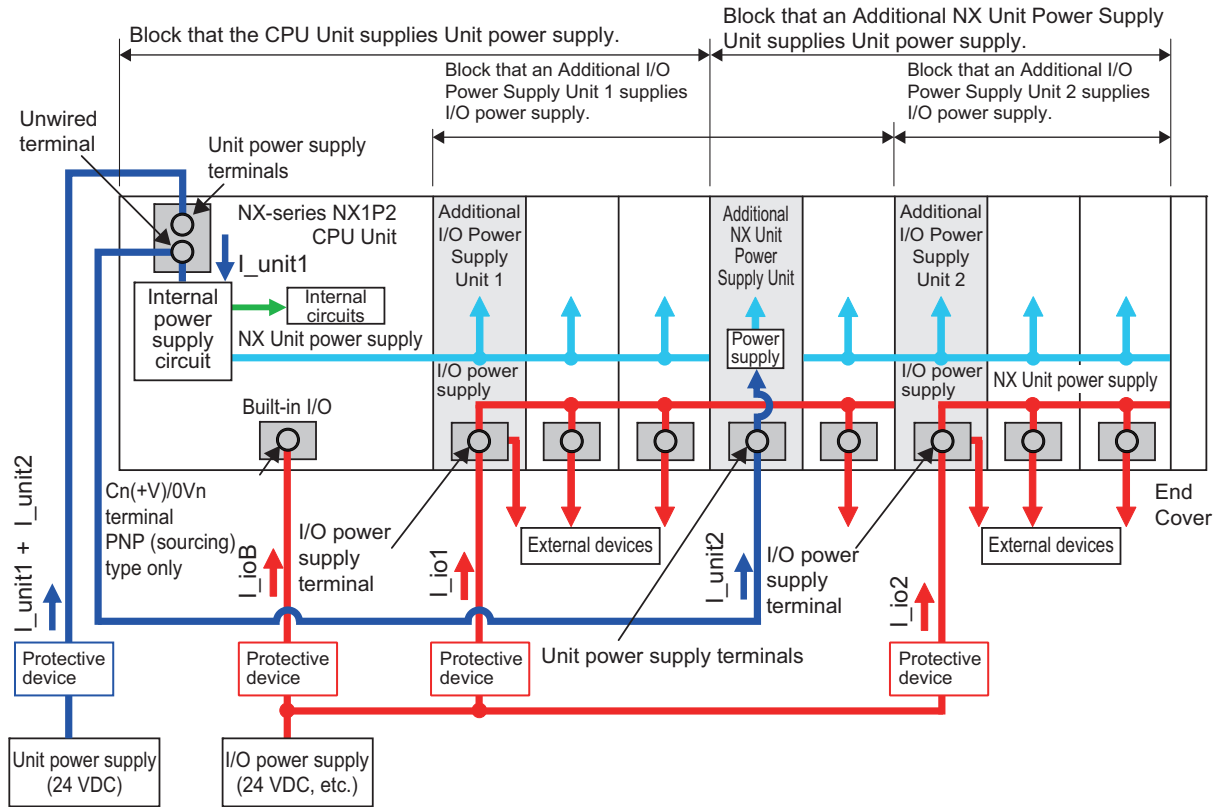 Block that the CPU Unit supplies Unit power supply.
Block that an Additional NX Unit Power Supply
Unit supplies Unit power supply.
Block that an Additional I/O
Power Supply Unit 1 supplies
I/O power supply.
Block that an Additional I/O
Power Supply Unit 2 supplies
I/O power supply.
Unwired
terminal
Unit power supply
terminals
NX-series NX1P2
CPU Unit
I_unit1
Additional
I/O Power
Supply
Unit 1
Additional
NX Unit
Power
Supply Unit
Additional
I/O Power
Supply
Unit 2
Internal
power
supply
circuit
Internal
circuits
NX Unit power supply
Power
supply
I/O power
supply
I/O power
supply
NX Unit power supply
Built-in I/O
Cn(+V)/0Vn
terminal
PNP (sourcing)
type only
I/O power
supply
terminal
External devices
I/O power
supply
terminal
External devices
End
Cover
I_unit1 + I_unit2
I_ioB
I_io1
I_unit2
I_io2
Unit power supply terminals
Protective
device
Protective
device
Protective
device
Protective
device
Unit power supply
(24 VDC)
I/O power supply
(24 VDC, etc.)